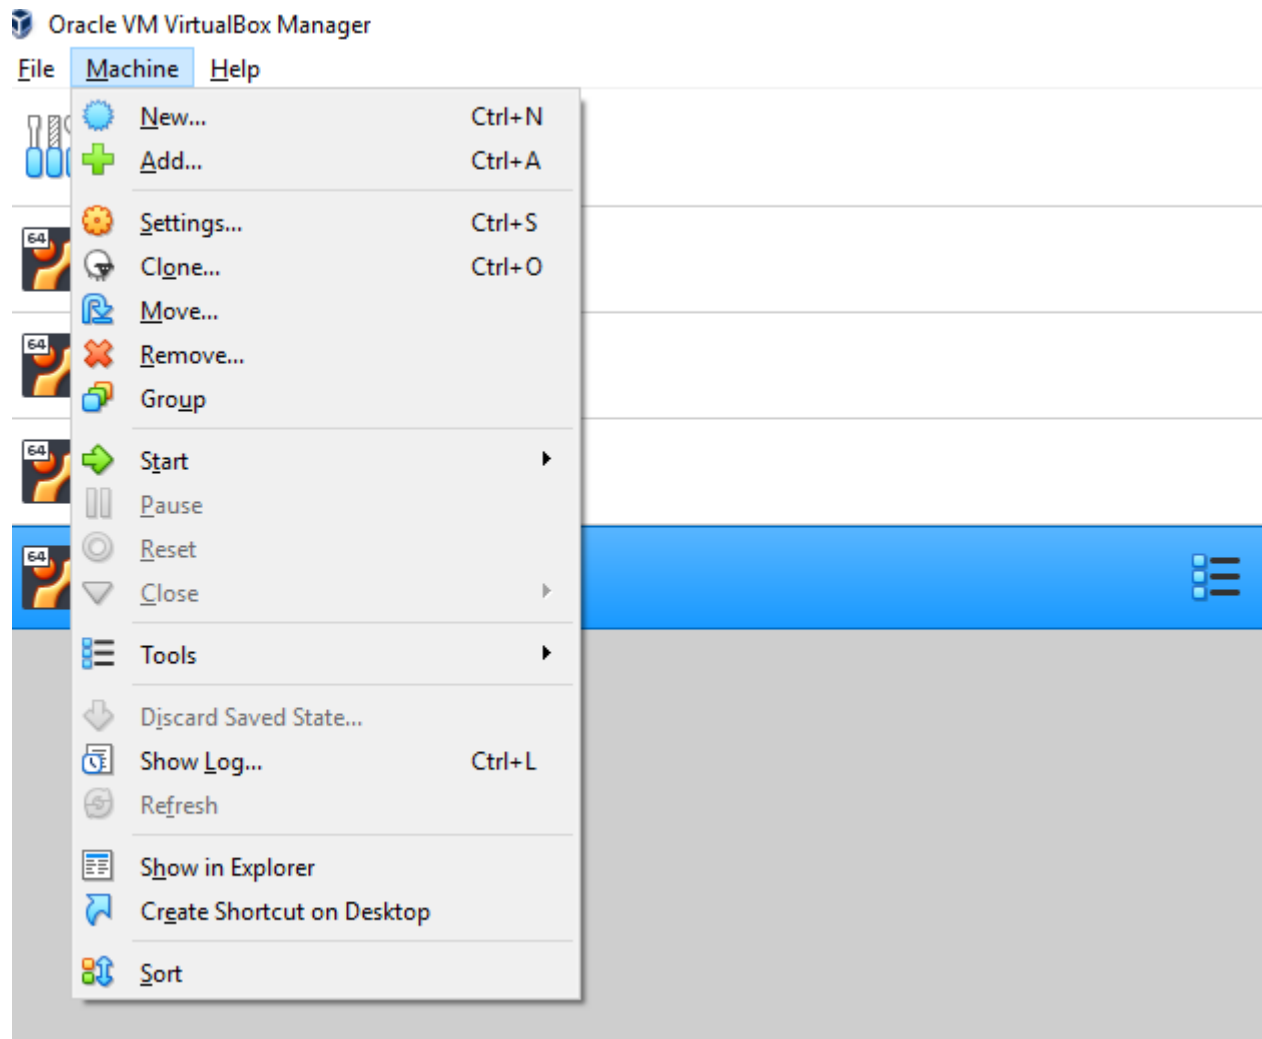 Oracle VM VirtualBox Manager
File Machine Help
New... Ctrl+N
Add... Ctrl+A
Settings... Ctrl+S
Clone... Ctrl+O
Move...
Remove...
Group
Start
Pause
Reset
Close
Tools
Discard Saved State...
Show Log... Ctrl+L
Refresh
Show in Explorer
Create Shortcut on Desktop
Sort
64
64
64
64